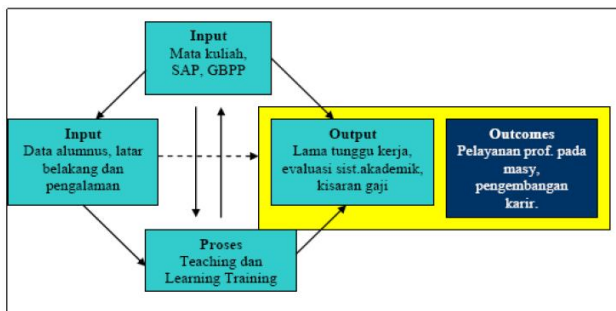 Input
Mata kuliah,
SAP, GBPP
Input
Data alumnus, latar
belakang dan
pengalaman
Output
Lama tunggu kerja,
evaluasi sist.akademik,
kisaran gaji
Outcomes
Pelayanan prof. pada
masy,
pengembangan
karir.
Proses
Teaching dan
Learning Training